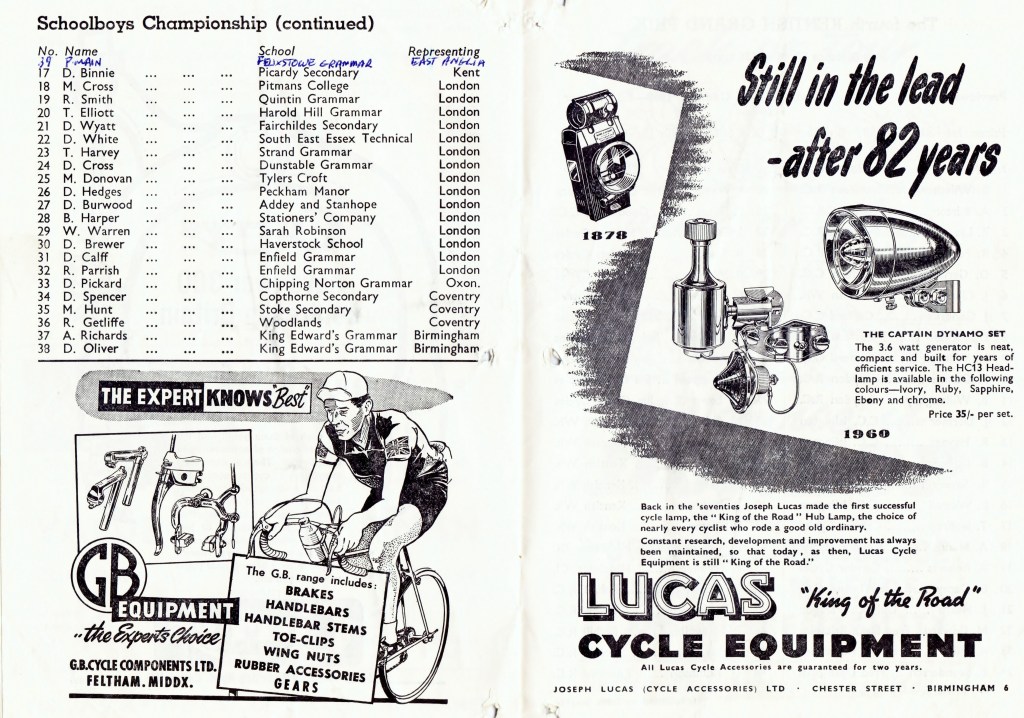 Schoolboys Championship (continued)
No. Name School Representing
39 P. MAIN FELIXSTOWE GRAMMAR EAST ANGLIA
17 D. Binnie ... ... ... Picardy Secondary Kent
18 M. Cross ... ... ... Pitmans College London
19 R. Smith ... ... ... Quintin Grammar London
20 T. Elliott ... ... ... Harold Hill Grammar London
21 D. Wyatt ... ... ... Fairchildes Secondary London
22 D. White ... ... ... South East Essex Technical London
23 T. Harvey ... ... ... Strand Grammar London
24 D. Cross ... ... ... Dunstable Grammar London
25 M. Donovan ... ... ... Tylers Croft London
26 D. Hedges ... ... ... Peckham Manor London
27 D. Burwood ... ... ... Addey and Stanhope London
28 B. Harper ... ... ... Stationers' Company London
29 W. Warren ... ... ... Sarah Robinson London
30 D. Brewer ... ... ... Haverstock School London
31 D. Calff ... ... ... Enfield Grammar London
32 R. Parrish ... ... ... Enfield Grammar London
33 D. Pickard ... ... ... Chipping Norton Grammar Oxon.
34 D. Spencer ... ... ... Copthorne Secondary Coventry
35 M. Hunt ... ... ... Stoke Secondary Coventry
36 R. Getliffe ... ... ... Woodlands Coventry
37 A. Richards ... ... ... King Edward's Grammar Birmingham
38 D. Oliver ... ... ... King Edward's Grammar Birmingham
THE EXPERT KNOWS "Best"
GB
EQUIPMENT
"the Experts Choice
G.B. CYCLE COMPONENTS LTD.
FELTHAM. MIDDX.
The G.B. range includes:
BRAKES
HANDLEBARS
HANDLEBAR STEMS
TOE-CLIPS
WING NUTS
RUBBER ACCESSORIES
GEARS
Still in the lead
- after 82 years
1878
THE CAPTAIN DYNAMO SET
The 3.6 watt generator is neat,
compact and built for years of
efficient service. The HC13 Head-
lamp is available in the following
colours—Ivory, Ruby, Sapphire,
Ebony and chrome.
Price 35/- per set.
1960
Back in the 'seventies Joseph Lucas made the first successful
cycle lamp, the "King of the Road" Hub Lamp, the choice of
nearly every cyclist who rode a good old ordinary.
Constant research, development and improvement has always
been maintained, so that today, as then, Lucas Cycle
Equipment is still "King of the Road."
LUCAS "King of the Road"
CYCLE EQUIPMENT
All Lucas Cycle Accessories are guaranteed for two years.
JOSEPH LUCAS (CYCLE ACCESSORIES) LTD · CHESTER STREET · BIRMINGHAM 6